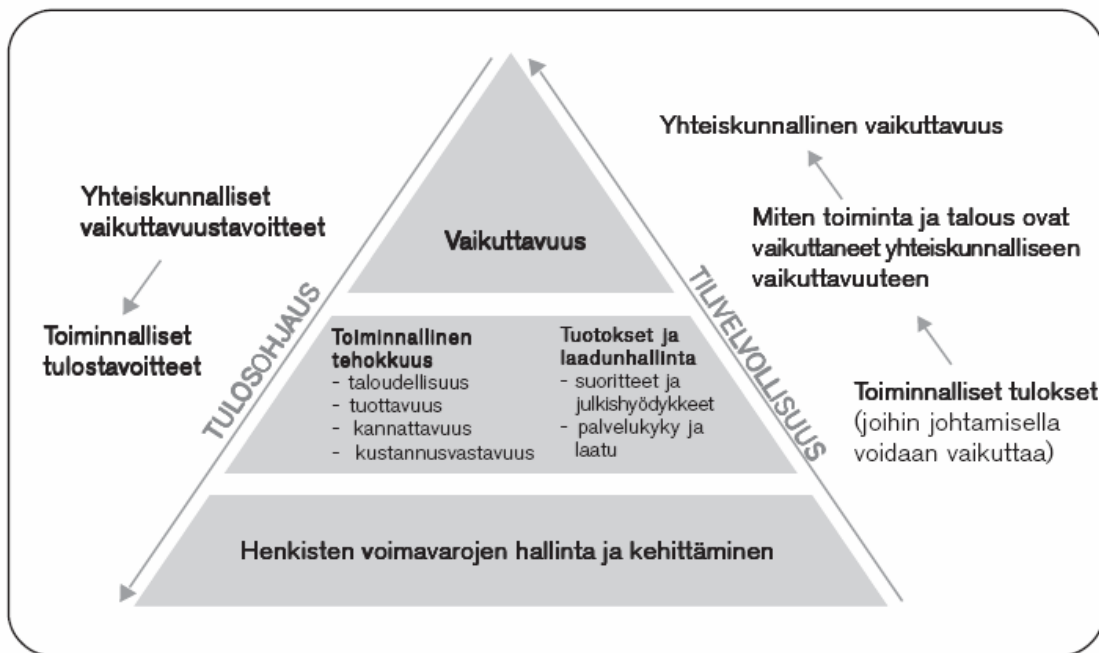 Yhteiskunnalliset
vaikuttavuustavoitteet
Toiminnalliset
tulostavoitteet
TULOSOHJAUS
Vaikuttavuus
Toiminnallinen
tehokkuus
- taloudellisuus
- tuottavuus
- kannattavuus
- kustannusvastavuus
Tuotokset ja
laadunhallinta
- suoritteet ja
julkishyödykkeet
- palvelukyky ja
laatu
Henkisten voimavarojen hallinta ja kehittäminen
TILIVELVOLLISUUS
Yhteiskunnallinen vaikuttavuus
Miten toiminta ja talous ovat
vaikuttaneet yhteiskunnalliseen
vaikuttavuuteen
Toiminnalliset tulokset
(joihin johtamisella
voidaan vaikuttaa)